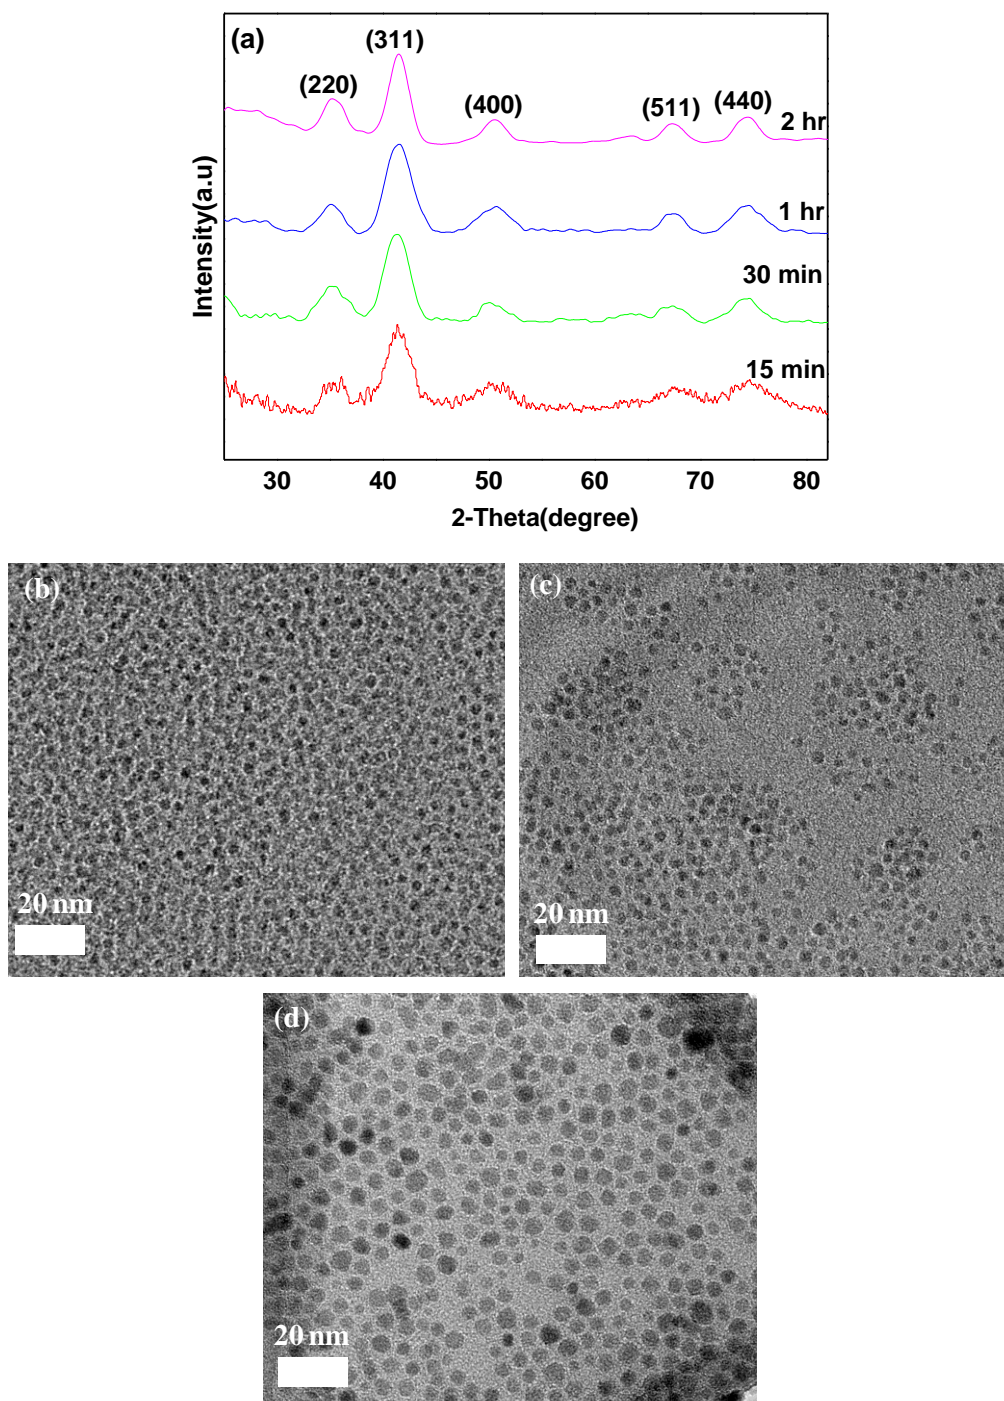 (a)
(311)
(220)
(400)
(511)
(440)
2 hr
1 hr
30 min
15 min
Intensity(a.u)
30 40 50 60 70 80
2-Theta(degree)
(b)
20 nm
(c)
20 nm
(d)
20 nm